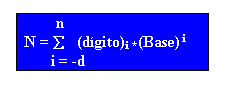 n
N = Σ (digito)i *(Base) i
i = -d